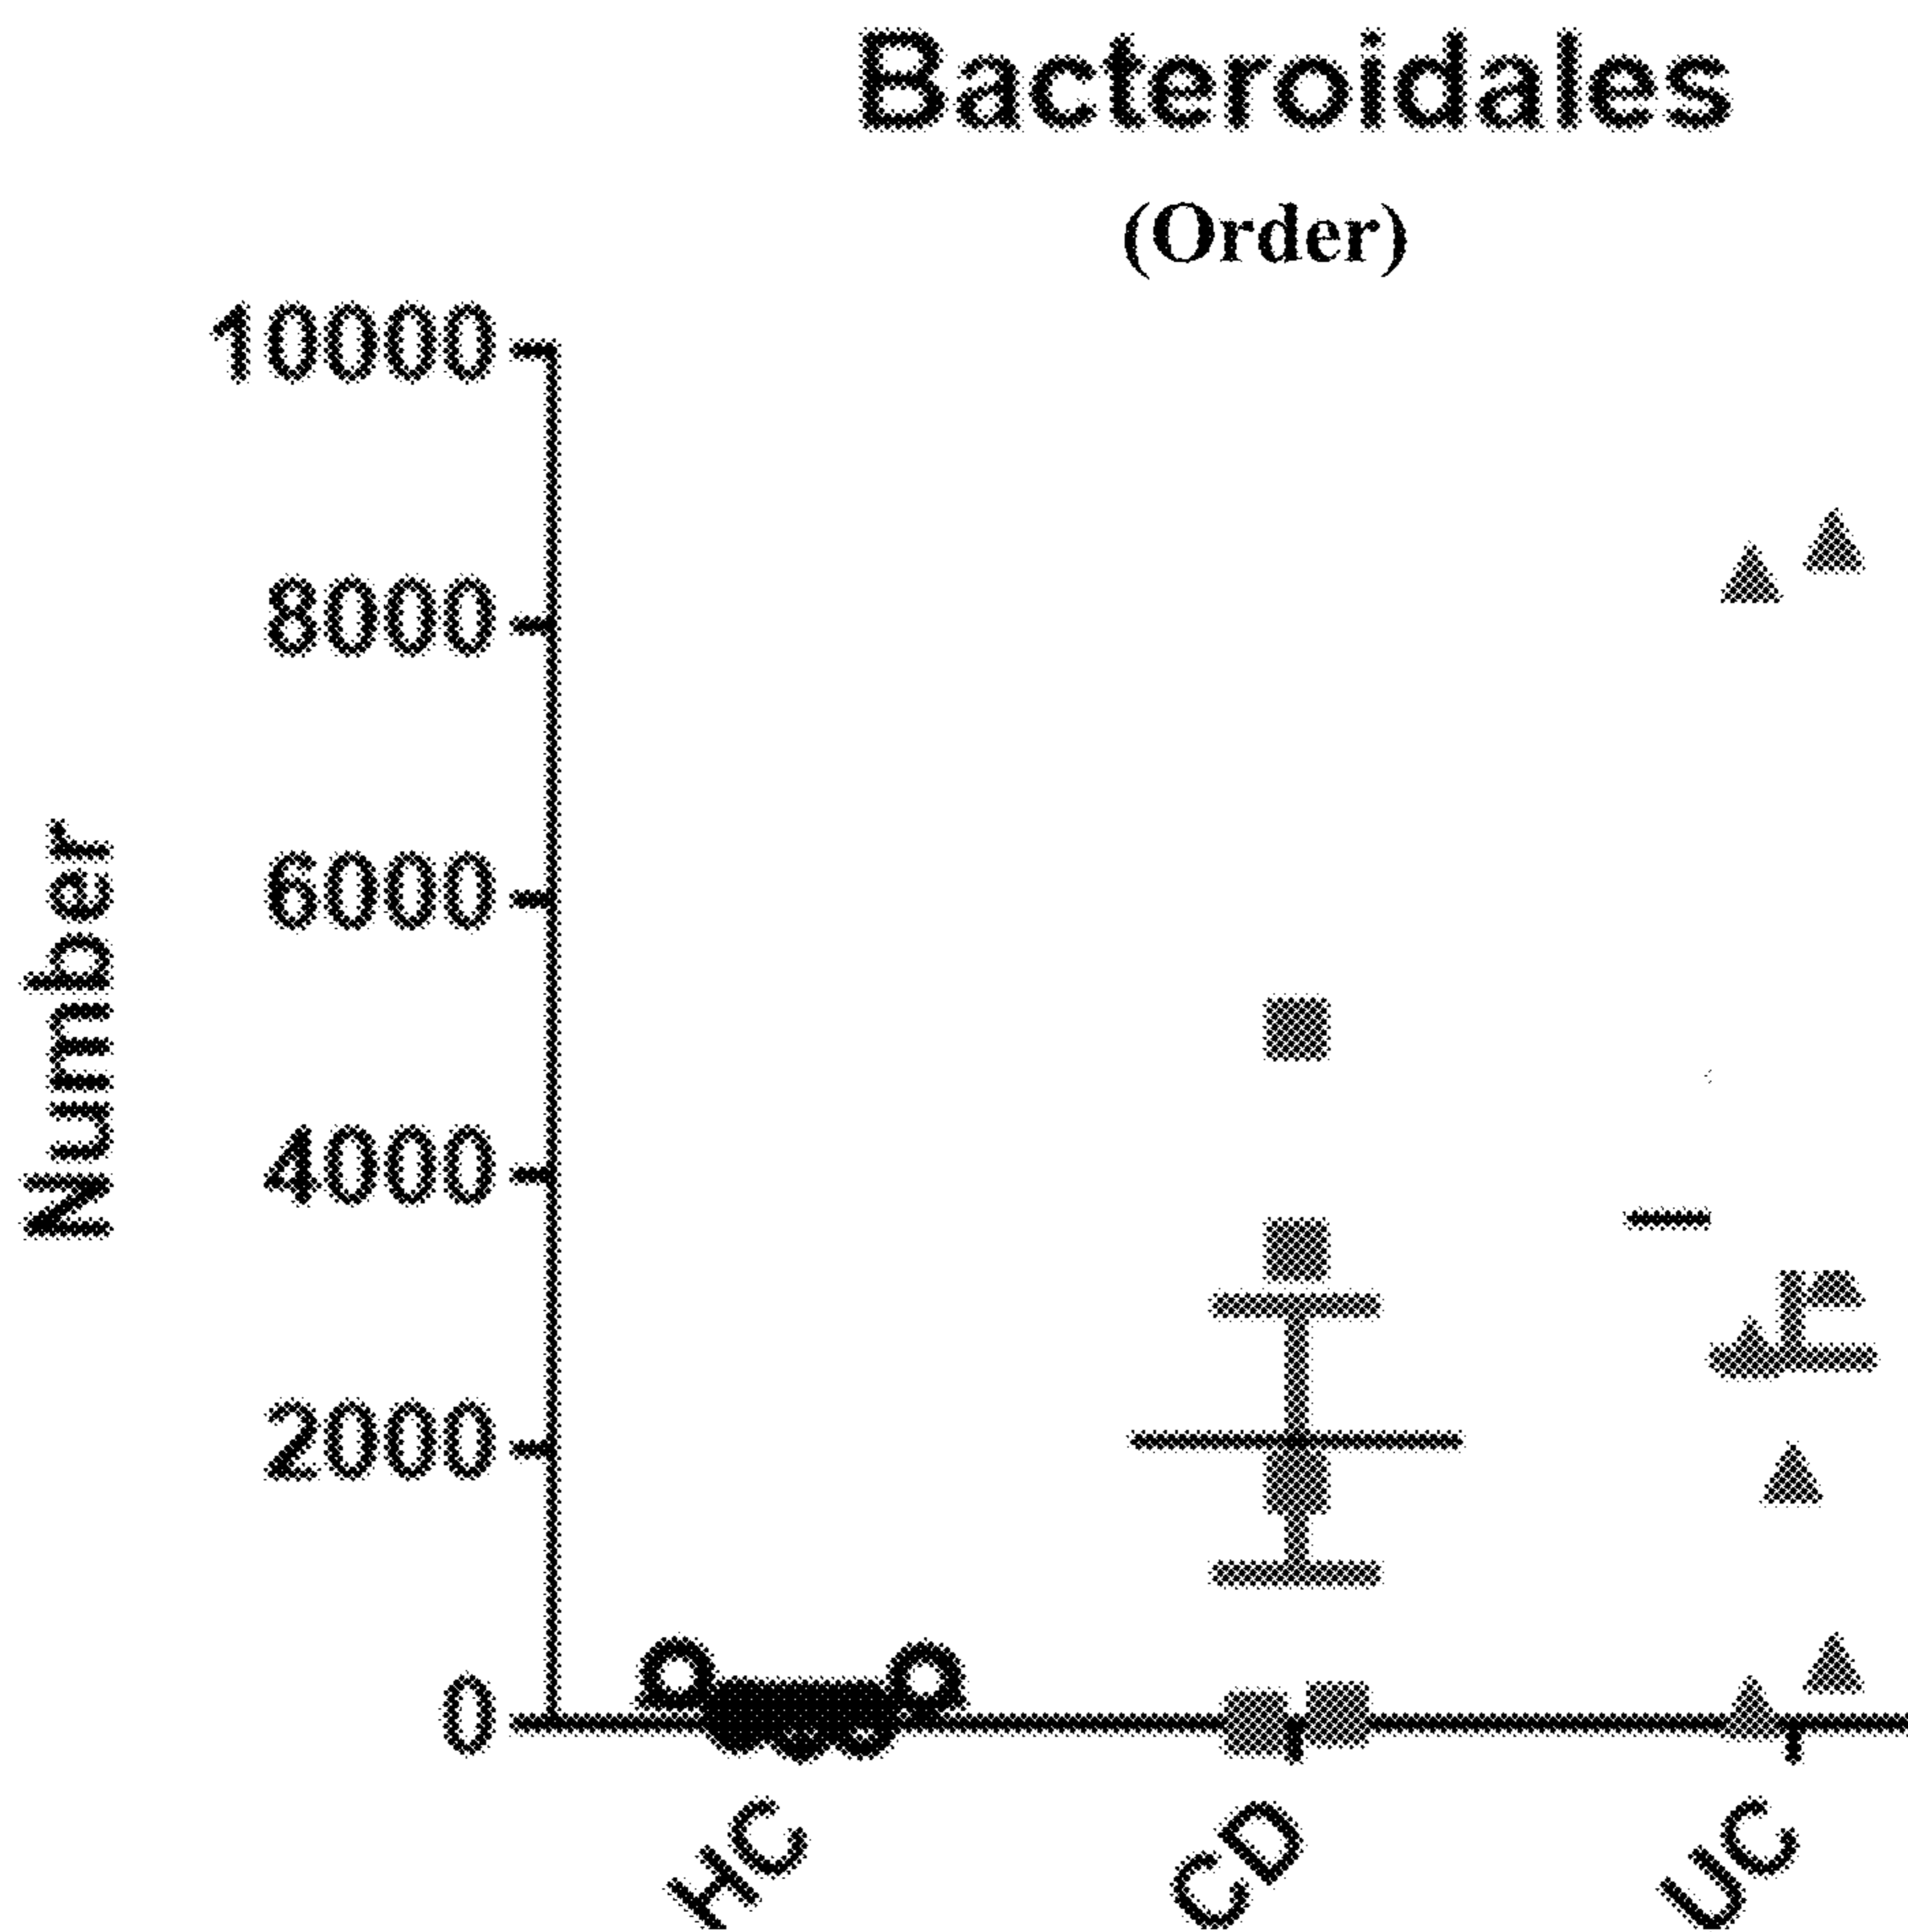 Bacteroidales
(Order)
10000
8000
6000
4000
2000
0
Number
HC
CD
UC